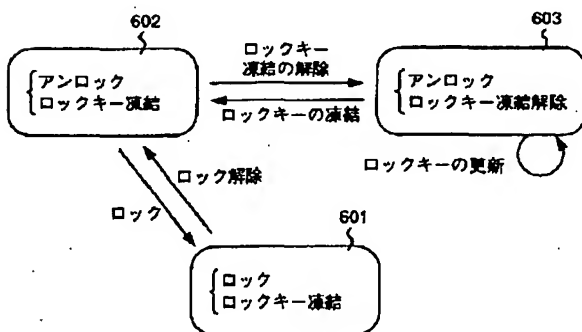 602
アンロック
ロックキー凍結
ロックキー
凍結の解除
ロックキーの凍結
603
アンロック
ロックキー凍結解除
ロックキーの更新
ロック解除
ロック
601
ロック
ロックキー凍結